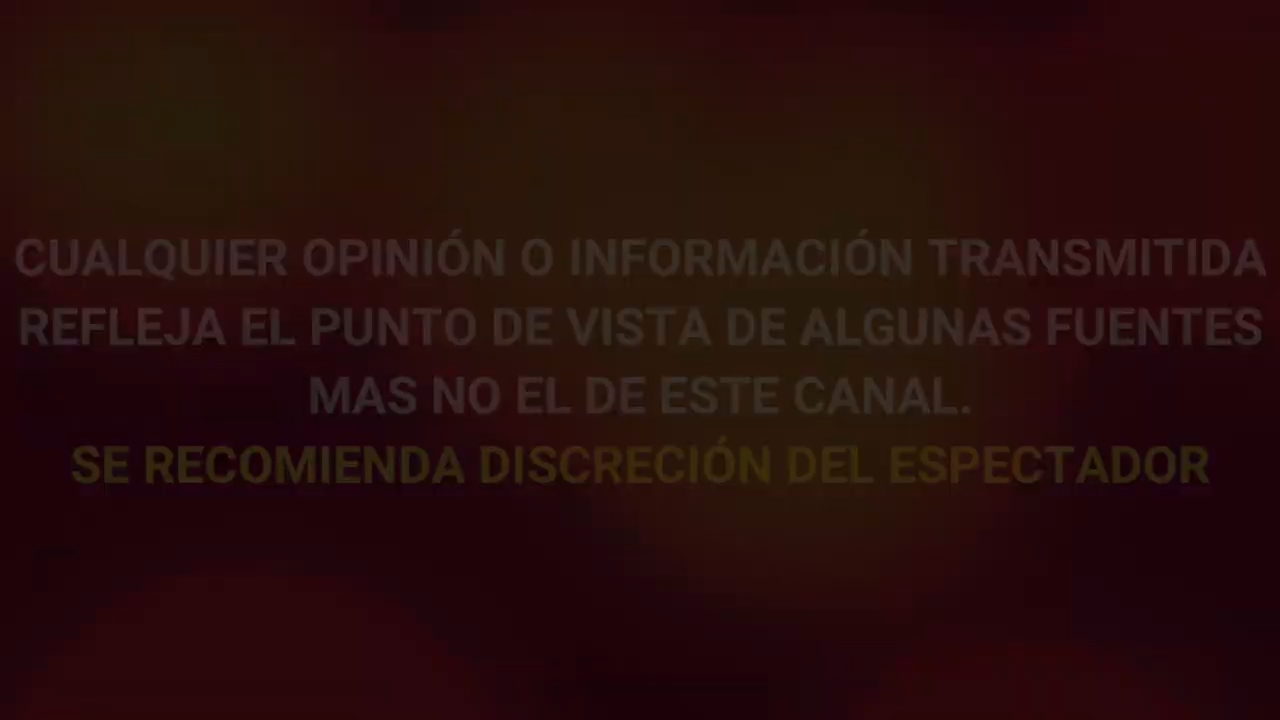 CUALQUIER OPINIÓN O INFORMACIÓN TRANSMITIDA
REFLEJA EL PUNTO DE VISTA DE ALGUNAS FUENTES
MAS NO EL DE ESTE CANAL.
SE RECOMIENDA DISCRECIÓN DEL ESPECTADOR